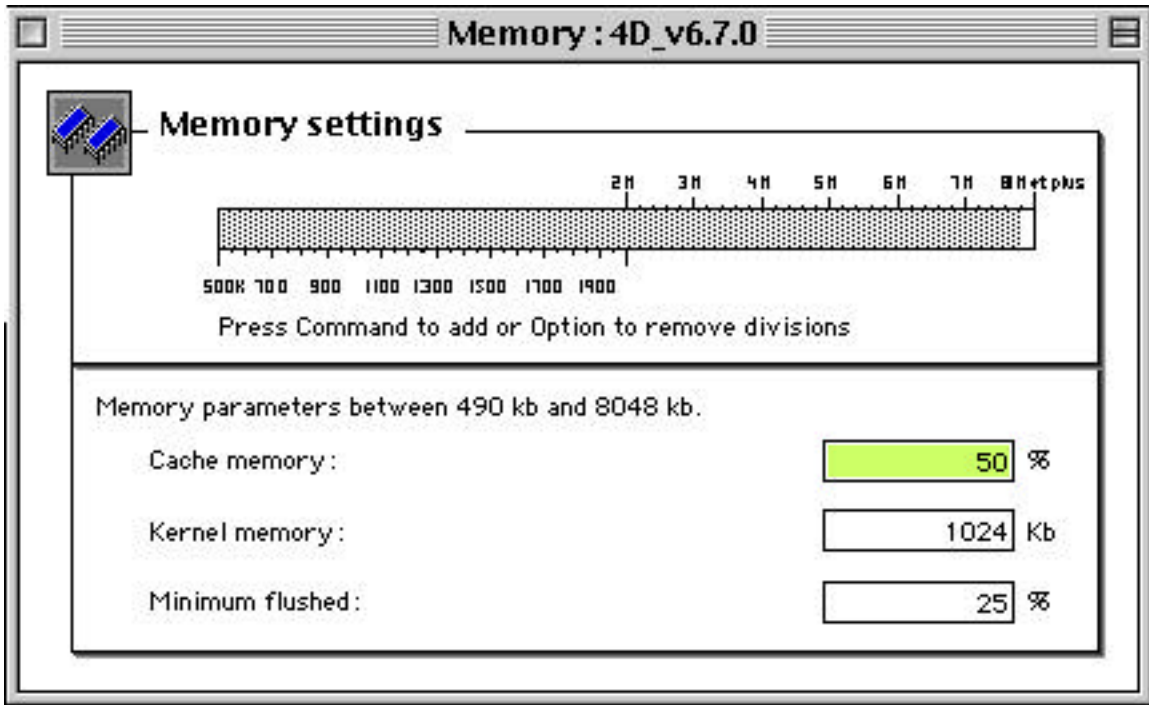 Memory : 4D_v6.7.0
Memory settings
2M 3M 4M 5M 6M 7M 8M et plus
500K 700 900 1100 1300 1500 1700 1900
Press Command to add or Option to remove divisions
Memory parameters between 490 kb and 8048 kb.
Cache memory : 50 %
Kernel memory : 1024 Kb
Minimum flushed : 25 %